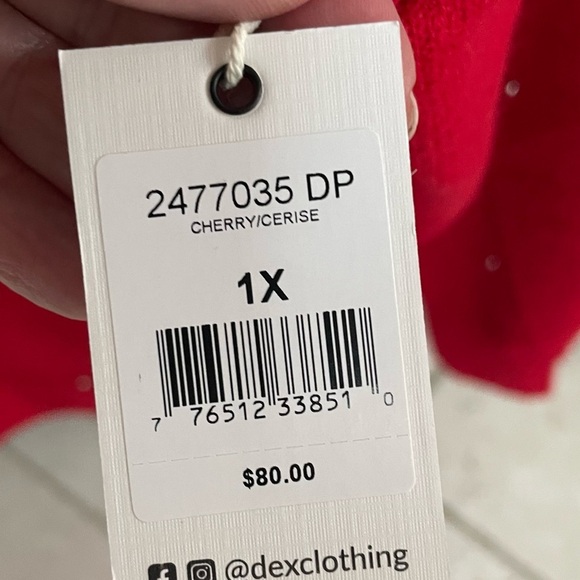 2477035 DP
CHERRY/CERISE
1X
7 76512 33851 0
$80.00
@dexclothing